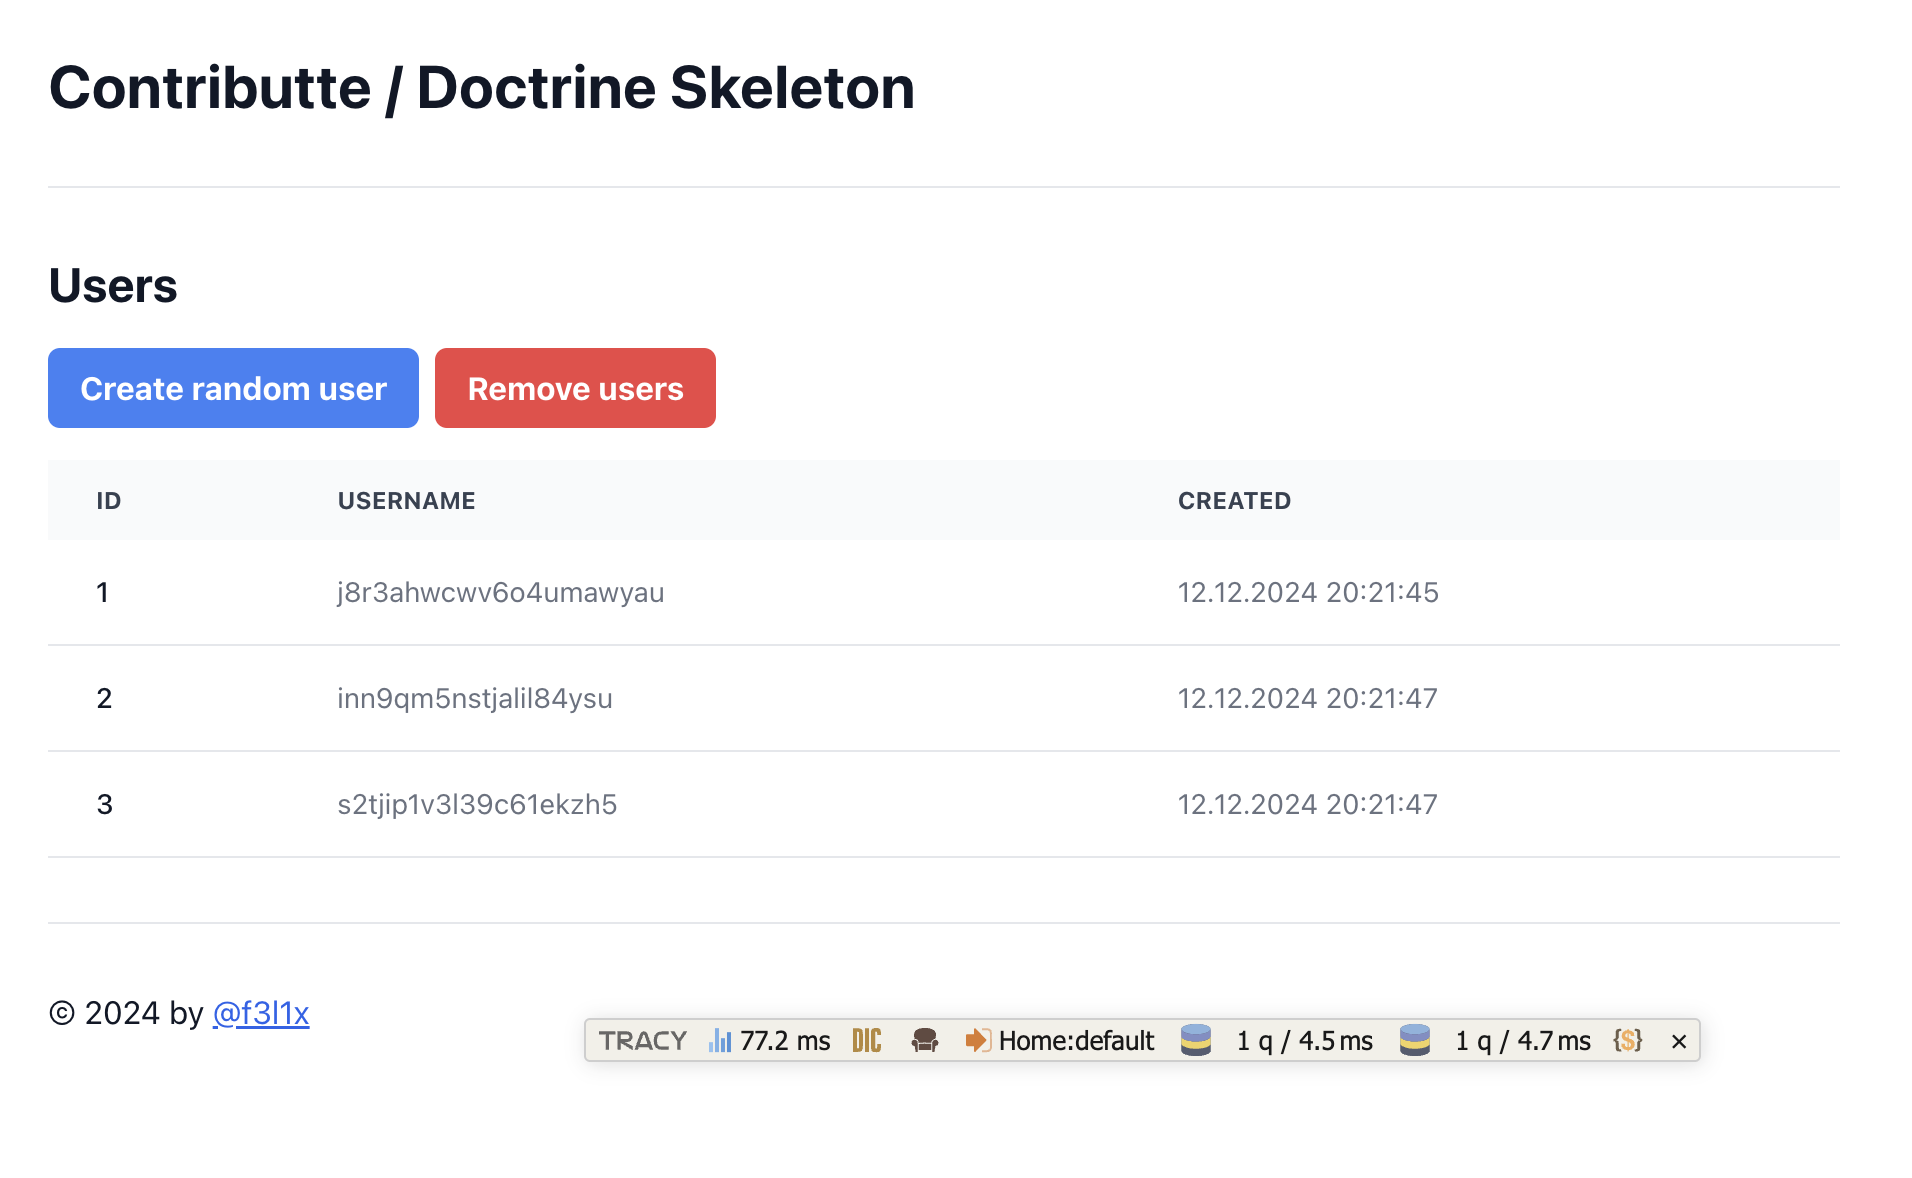 Contributte / Doctrine Skeleton
Users
Create random user Remove users
ID USERNAME CREATED
1 j8r3ahwcwv6o4umawyau 12.12.2024 20:21:45
2 inn9qm5nstjalil84ysu 12.12.2024 20:21:47
3 s2tjip1v3l39c61ekzh5 12.12.2024 20:21:47
© 2024 by @f3l1x
TRACY 77.2 ms DIC Home:default 1 q / 4.5 ms 1 q / 4.7 ms {$} ×